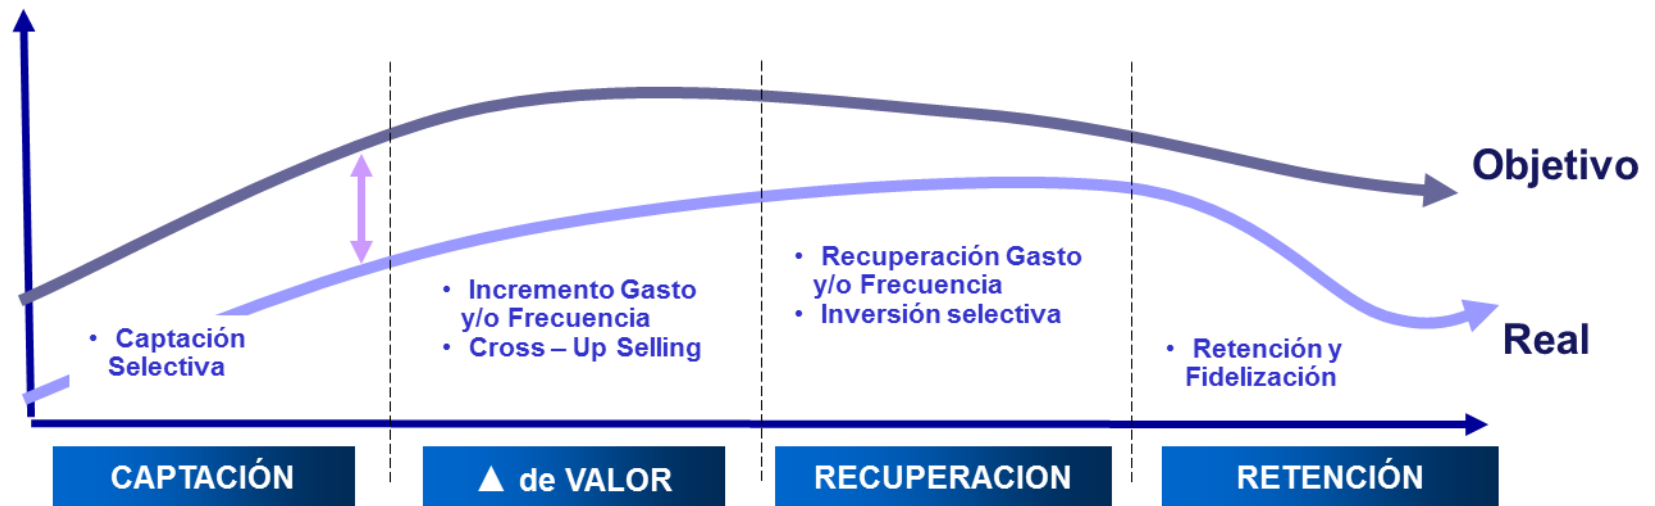 Objetivo
Real
• Captación
Selectiva
• Incremento Gasto
y/o Frecuencia
• Cross – Up Selling
• Recuperación Gasto
y/o Frecuencia
• Inversión selectiva
• Retención y
Fidelización
CAPTACIÓN
▲ de VALOR
RECUPERACION
RETENCIÓN